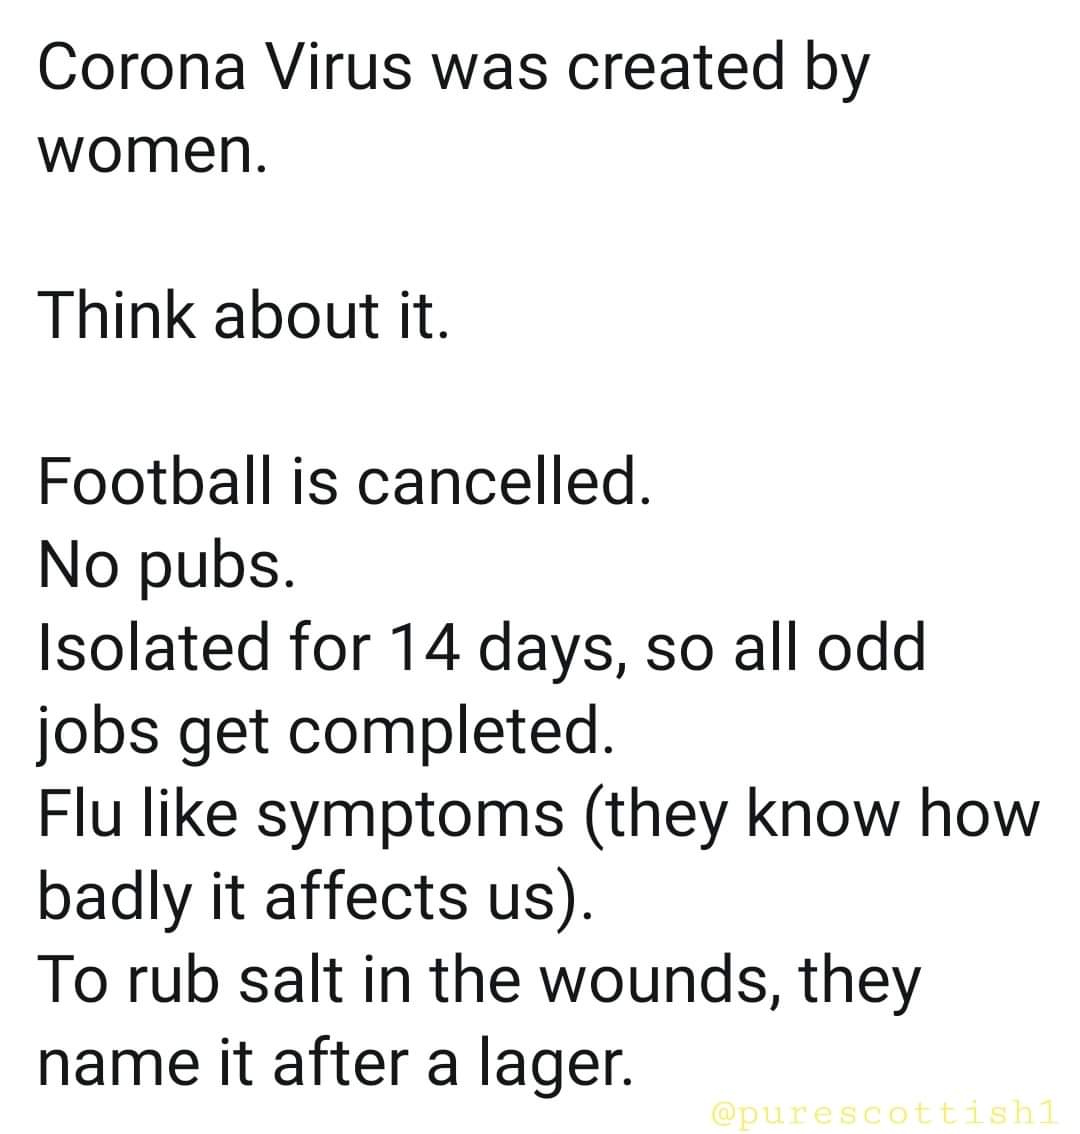 Corona Virus was created by
women.
Think about it.
Football is cancelled.
No pubs.
Isolated for 14 days, so all odd
jobs get completed.
Flu like symptoms (they know how
badly it affects us).
To rub salt in the wounds, they
name it after a lager.
@purescottish1